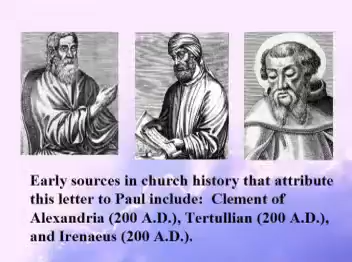 Early sources in church history that attribute
this letter to Paul include:  Clement of
Alexandria (200 A.D.), Tertullian (200 A.D.),
and Irenaeus (200 A.D.).